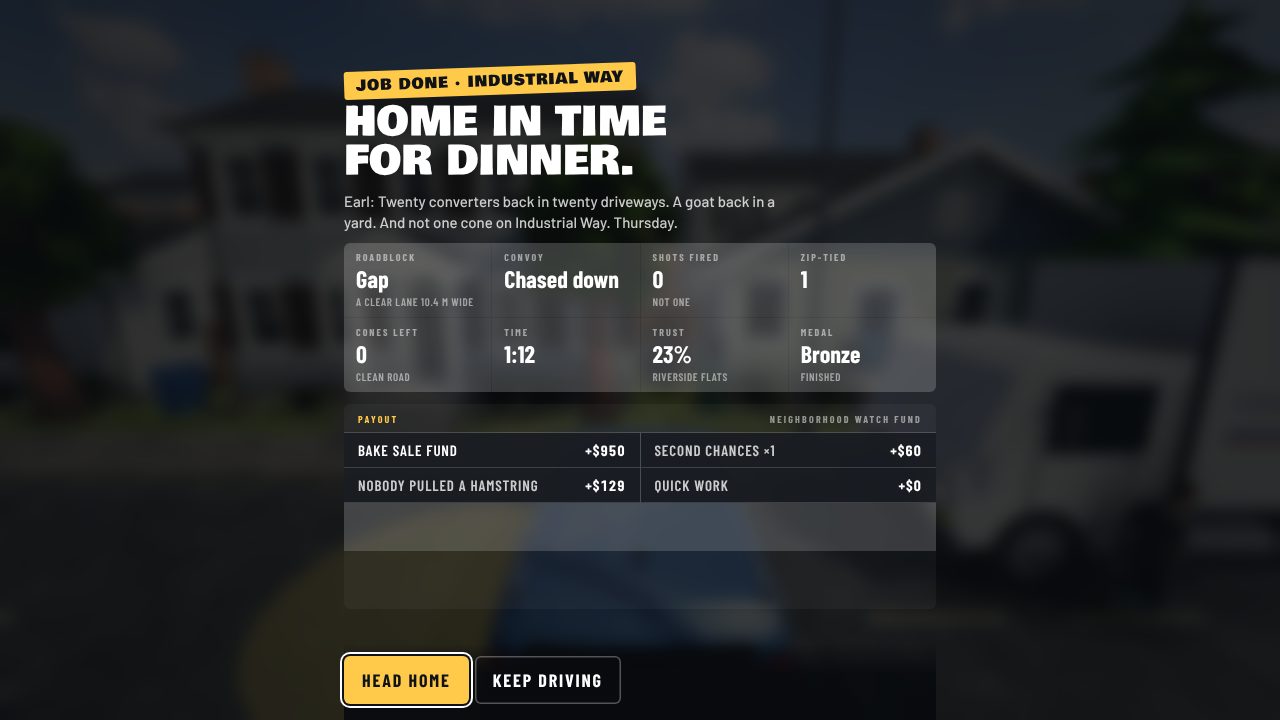 JOB DONE · INDUSTRIAL WAY
HOME IN TIME
FOR DINNER.
Earl: Twenty converters back in twenty driveways. A goat back in a
yard. And not one cone on Industrial Way. Thursday.
ROADBLOCK
Gap
A CLEAR LANE 10.4 M WIDE
CONVOY
Chased down
SHOTS FIRED
0
NOT ONE
ZIP-TIED
1
CONES LEFT
0
CLEAN ROAD
TIME
1:12
TRUST
23%
RIVERSIDE FLATS
MEDAL
Bronze
FINISHED
PAYOUT
NEIGHBORHOOD WATCH FUND
BAKE SALE FUND +$950
SECOND CHANCES ×1 +$60
NOBODY PULLED A HAMSTRING +$129
QUICK WORK +$0
HEAD HOME
KEEP DRIVING